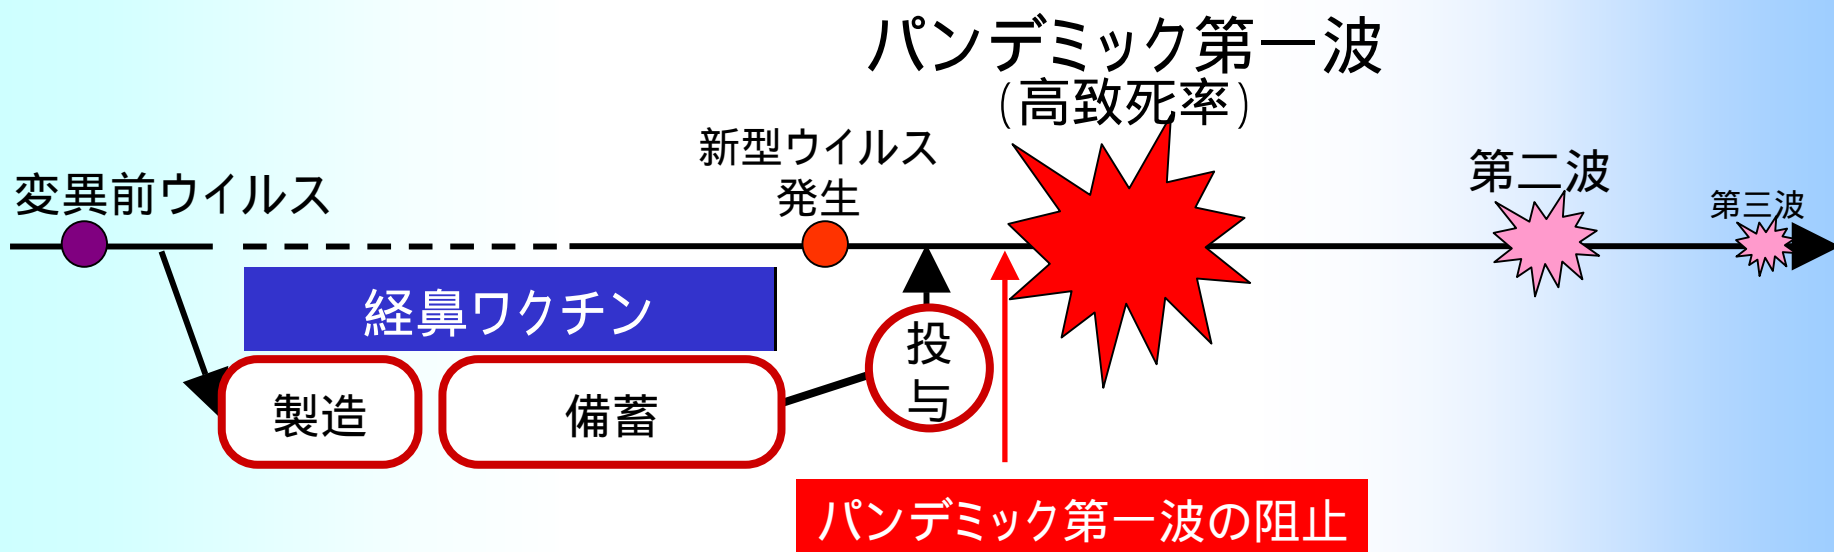 パンデミック第一波
(高致死率)
新型ウイルス
発生
変異前ウイルス
第二波
第三波
経鼻ワクチン
投
与
製造
備蓄
パンデミック第一波の阻止